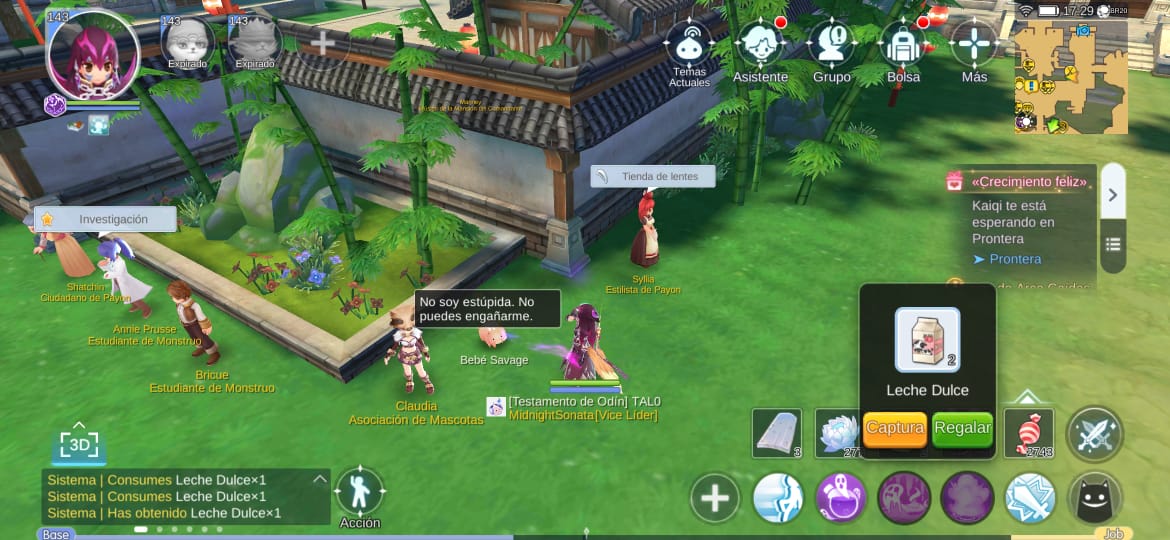 143
143
143
Expirado
Expirado
17:29
BR20
Temas
Actuales
Asistente
Grupo
Bolsa
Más
Tienda de lentes
Investigación
«Crecimiento feliz»
Kaiqi te está
esperando en
Prontera
Prontera
Shatchin
Ciudadano de Payon
Annie Prusse
Estudiante de Monstruo
Bricue
Estudiante de Monstruo
Syllia
Estilista de Payon
No soy estúpida. No
puedes engañarme.
Bebé Savage
Claudia
Asociación de Mascotas
[Testamento de Odín] TAL0
MidnightSonata[Vice Líder]
2
Leche Dulce
Captura
Regalar
3
2743
3D
Sistema | Consumes Leche Dulce×1
Sistema | Consumes Leche Dulce×1
Sistema | Has obtenido Leche Dulce×1
Acción
Base
Job